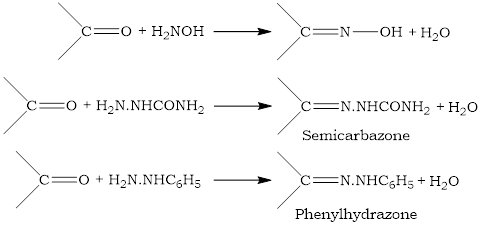 C=O + H₂NOH → C=N—OH + H₂O
C=O + H₂N.NHCONH₂ → C=N.NHCONH₂ + H₂O
Semicarbazone
C=O + H₂N.NHC₆H₅ → C=N.NHC₆H₅ + H₂O
Phenylhydrazone